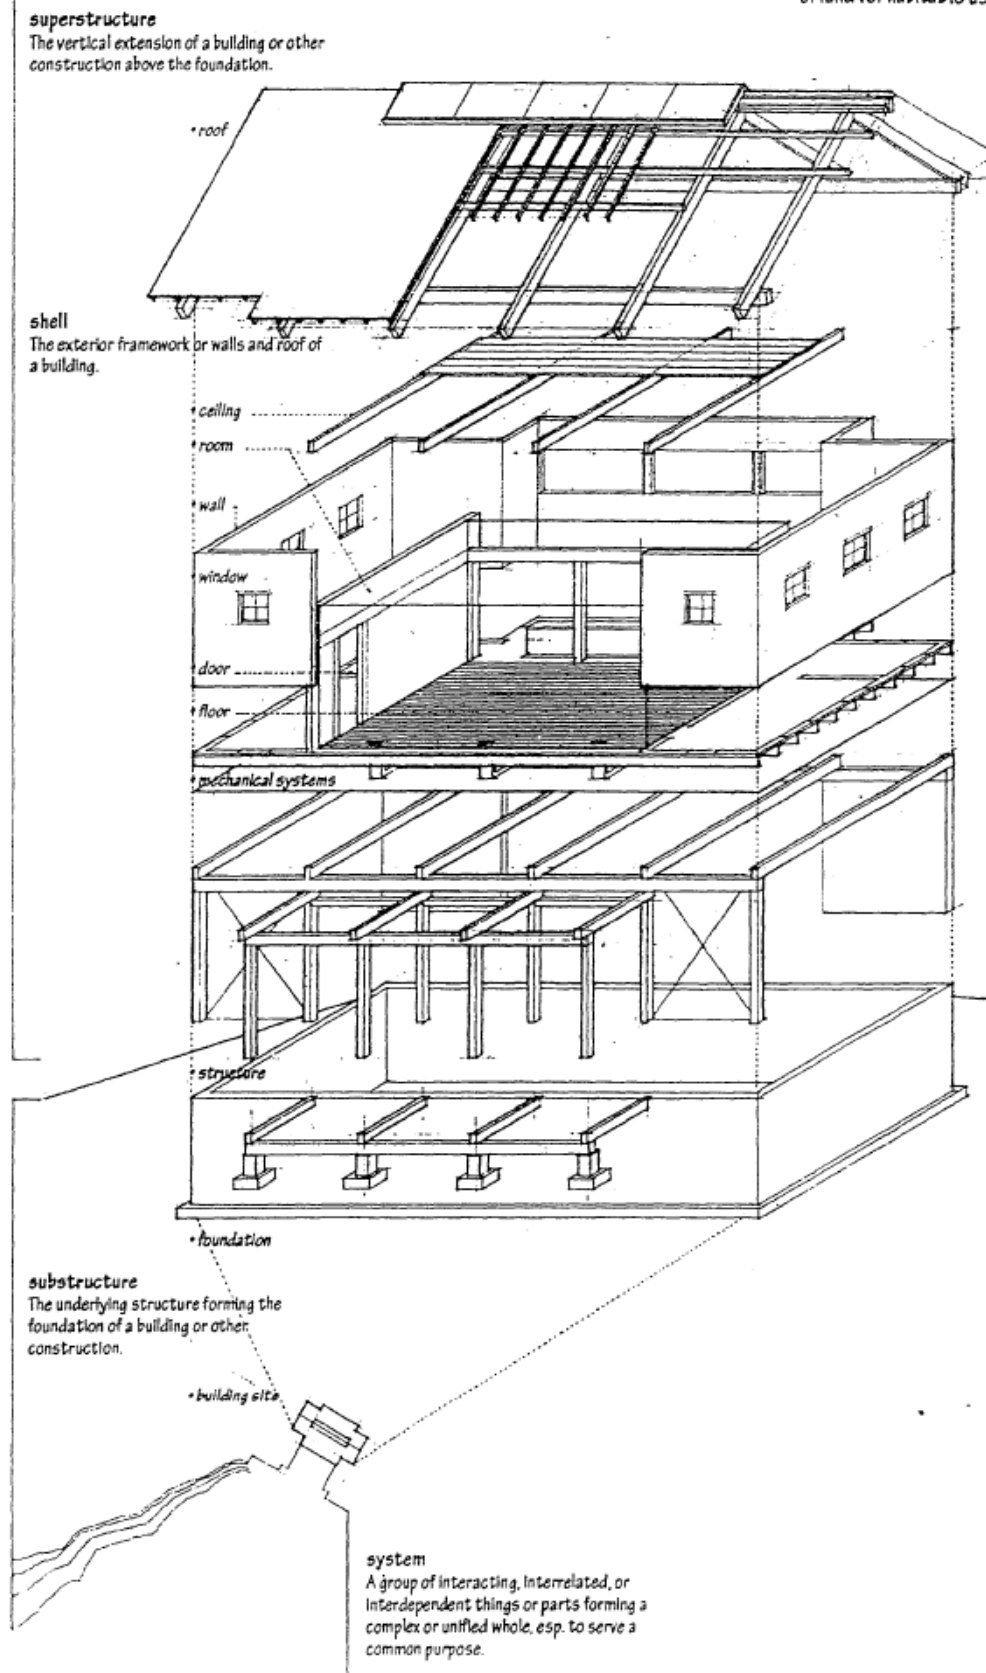 superstructure
The vertical extension of a building or other
construction above the foundation.
• roof
shell
The exterior framework or walls and roof of
a building.
• ceiling
• room
• wall
• window
• door
• floor
• mechanical systems
• structure
• foundation
substructure
The underlying structure forming the
foundation of a building or other
construction.
• building site
system
A group of interacting, interrelated, or
interdependent things or parts forming a
complex or unified whole, esp. to serve a
common purpose.